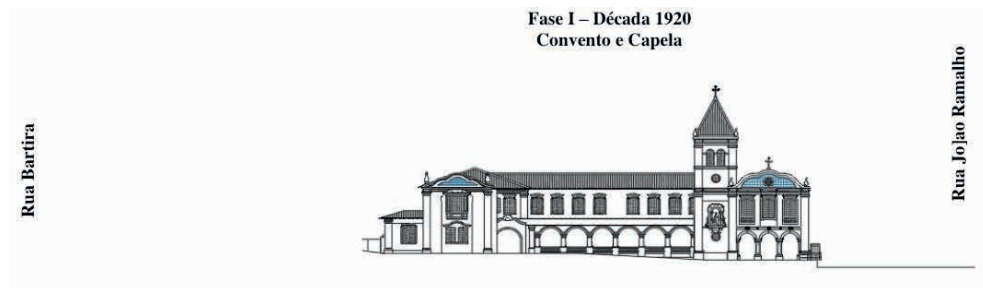 Fase I – Década 1920
Convento e Capela
Rua Bartira
Rua Jojao Ramalho